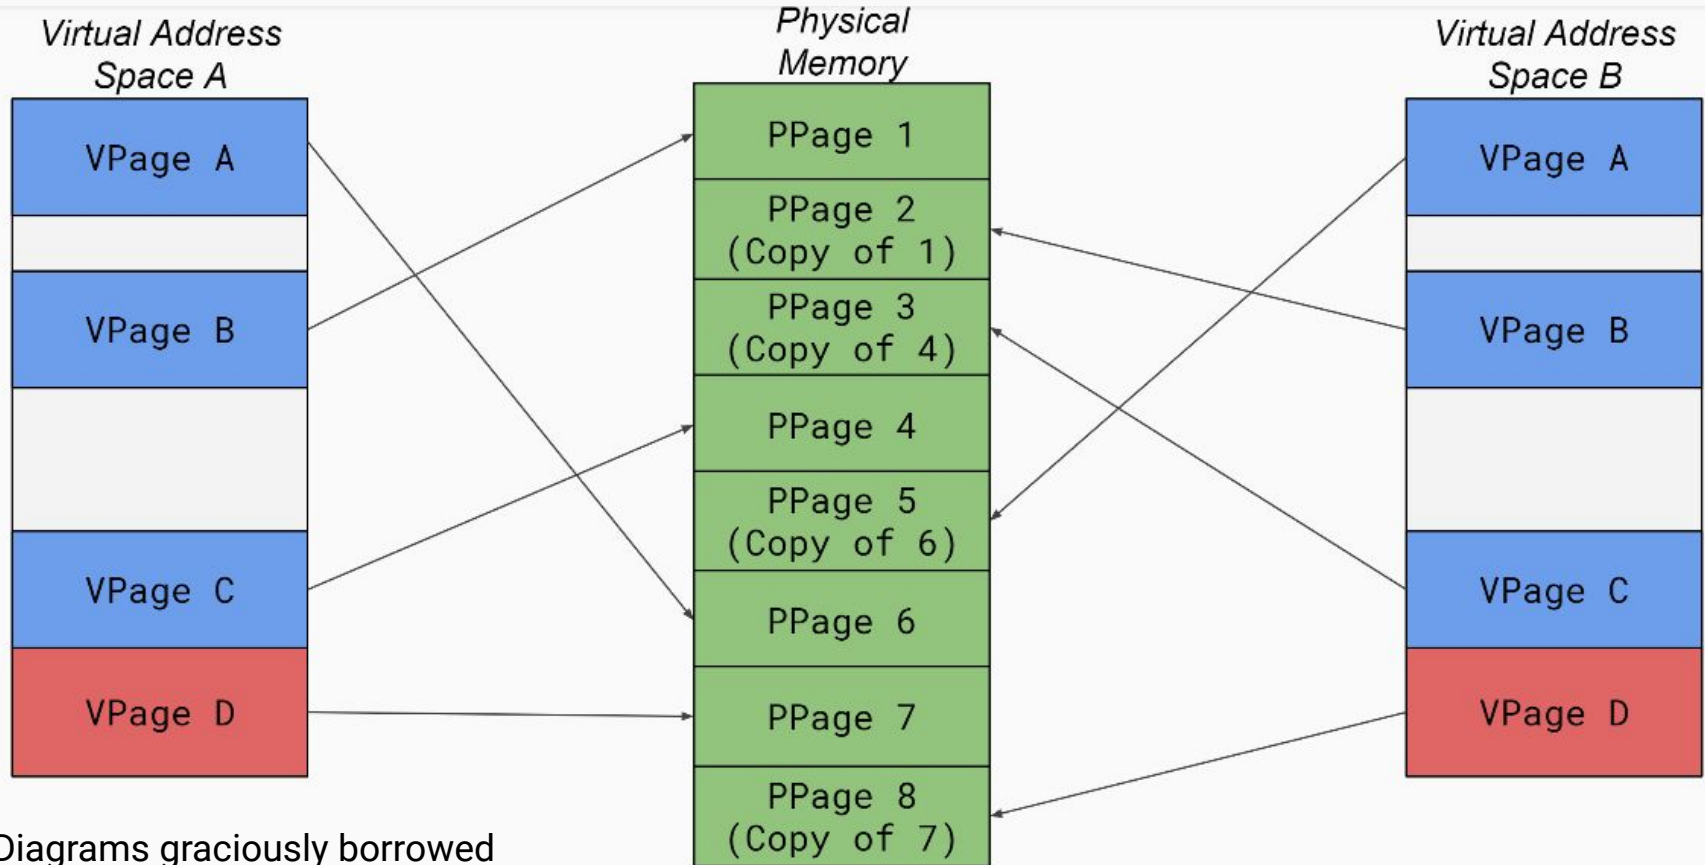 Virtual Address
Space A
VPage A
VPage B
VPage C
VPage D
Physical
Memory
PPage 1
PPage 2
(Copy of 1)
PPage 3
(Copy of 4)
PPage 4
PPage 5
(Copy of 6)
PPage 6
PPage 7
PPage 8
(Copy of 7)
Virtual Address
Space B
VPage A
VPage B
VPage C
VPage D
Diagrams graciously borrowed